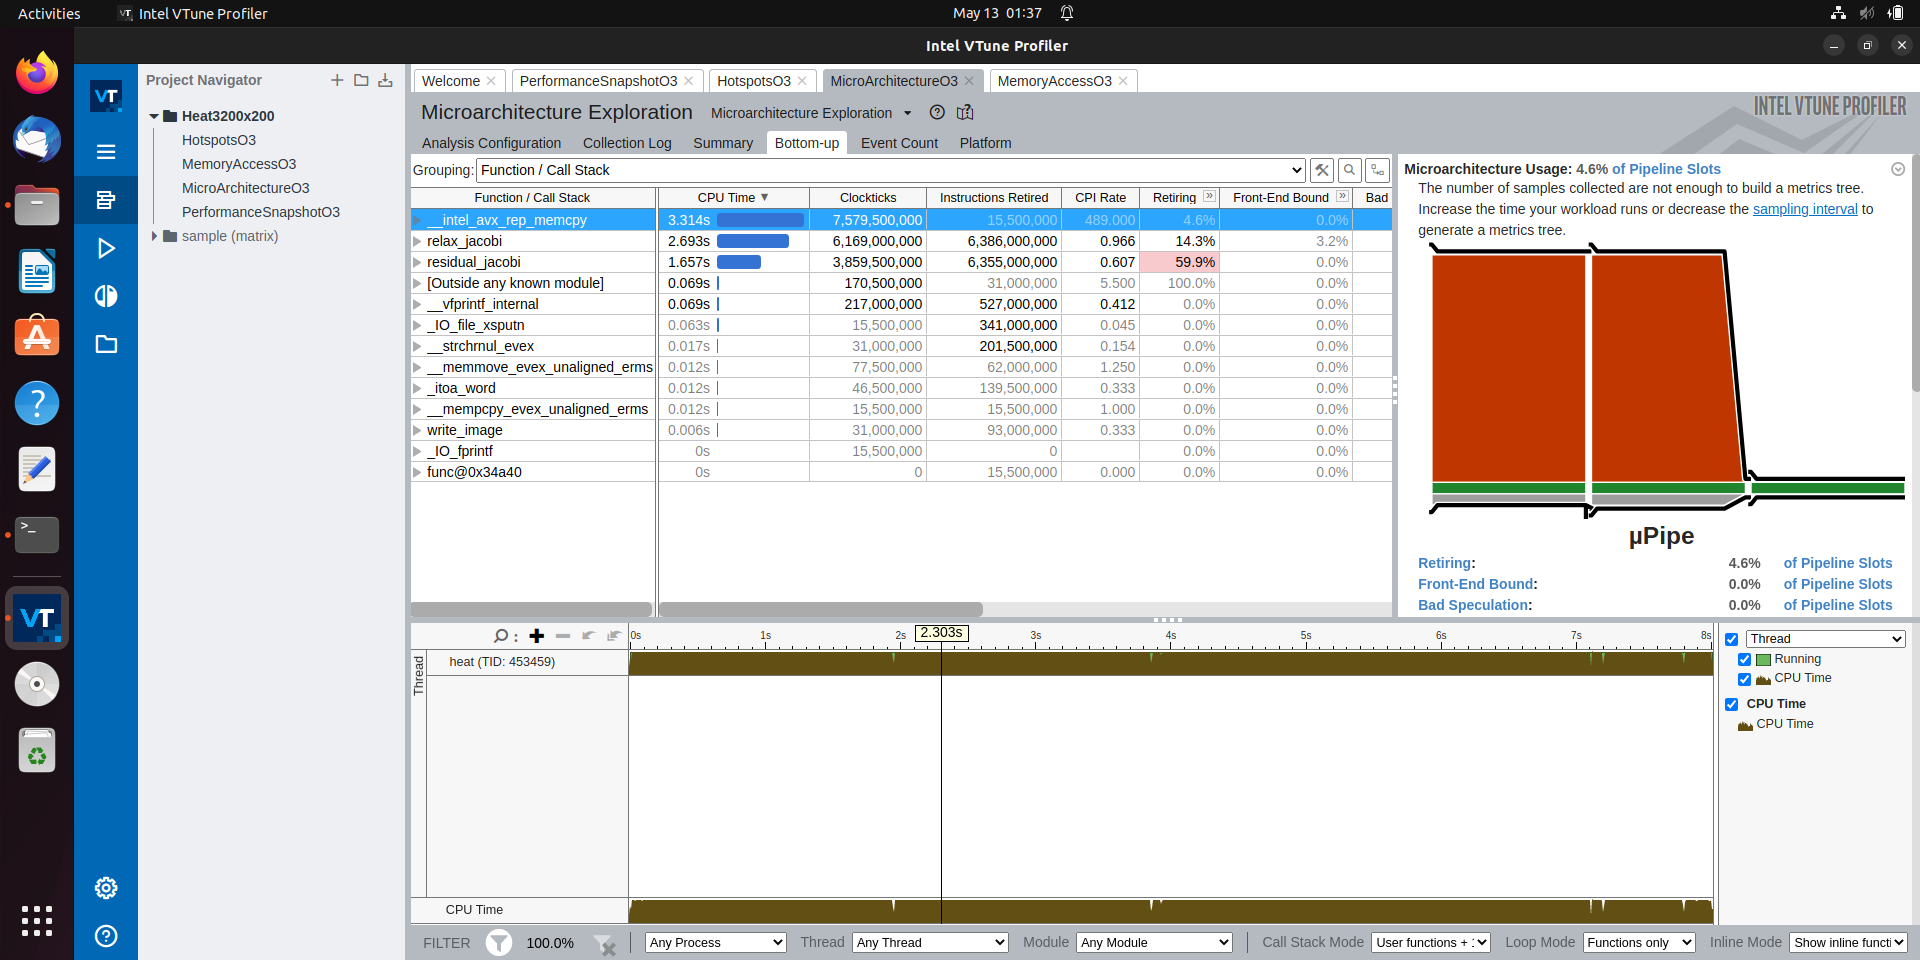 Activities
Intel VTune Profiler
May 13 01:37
Intel VTune Profiler
VT
Project Navigator
Heat3200x200
HotspotsO3
MemoryAccessO3
MicroArchitectureO3
PerformanceSnapshotO3
sample (matrix)
Welcome
PerformanceSnapshotO3
HotspotsO3
MicroArchitectureO3
MemoryAccessO3
Microarchitecture Exploration
Microarchitecture Exploration
INTEL VTUNE PROFILER
Analysis Configuration
Collection Log
Summary
Bottom-up
Event Count
Platform
Grouping: Function / Call Stack
Function / Call Stack CPU Time Clockticks Instructions Retired CPI Rate Retiring Front-End Bound Bad
__intel_avx_rep_memcpy 3.314s 7,579,500,000 15,500,000 489.000 4.6% 0.0%
relax_jacobi 2.693s 6,169,000,000 6,386,000,000 0.966 14.3% 3.2%
residual_jacobi 1.657s 3,859,500,000 6,355,000,000 0.607 59.9% 0.0%
[Outside any known module] 0.069s 170,500,000 31,000,000 5.500 100.0% 0.0%
__vfprintf_internal 0.069s 217,000,000 527,000,000 0.412 0.0% 0.0%
_IO_file_xsputn 0.063s 15,500,000 341,000,000 0.045 0.0% 0.0%
__strchrnul_evex 0.017s 31,000,000 201,500,000 0.154 0.0% 0.0%
__memmove_evex_unaligned_erms 0.012s 77,500,000 62,000,000 1.250 0.0% 0.0%
_itoa_word 0.012s 46,500,000 139,500,000 0.333 0.0% 0.0%
__mempcpy_evex_unaligned_erms 0.012s 15,500,000 15,500,000 1.000 0.0% 0.0%
write_image 0.006s 31,000,000 93,000,000 0.333 0.0% 0.0%
_IO_fprintf 0s 15,500,000 0 0.0% 0.0%
func@0x34a40 0s 0 15,500,000 0.000 0.0% 0.0%
Microarchitecture Usage: 4.6% of Pipeline Slots
The number of samples collected are not enough to build a metrics tree.
Increase the time your workload runs or decrease the sampling interval to
generate a metrics tree.
µPipe
Retiring: 4.6% of Pipeline Slots
Front-End Bound: 0.0% of Pipeline Slots
Bad Speculation: 0.0% of Pipeline Slots
0s 1s 2s 2.303s 3s 4s 5s 6s 7s 8s
Thread
heat (TID: 453459)
CPU Time
Thread
Running
CPU Time
CPU Time
CPU Time
FILTER 100.0% Any Process Thread Any Thread Module Any Module Call Stack Mode User functions + 1 Loop Mode Functions only Inline Mode Show inline functi
VT